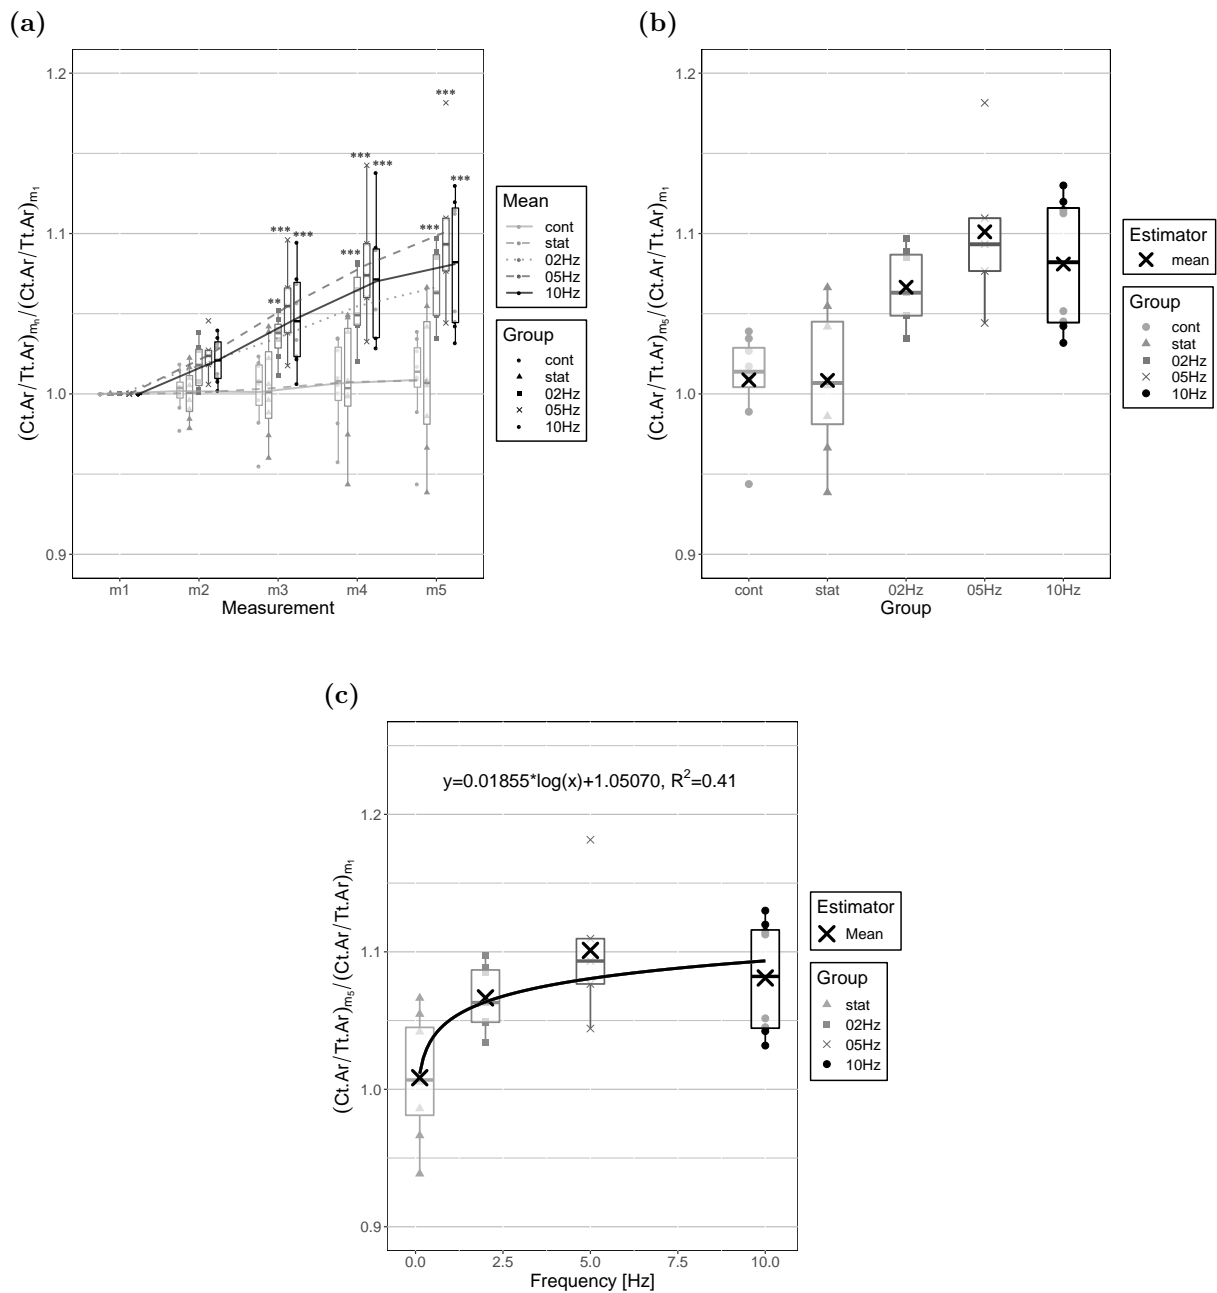 (a)
(Ct.Ar/Tt.Ar)mₙ/(Ct.Ar/Tt.Ar)m₁
1.2
1.1
1.0
0.9
***
***
***
***
***
***
***
***
**
m1 m2 m3 m4 m5
Measurement
Mean
cont
stat
02Hz
05Hz
10Hz
Group
cont
stat
02Hz
05Hz
10Hz
(b)
(Ct.Ar/Tt.Ar)m₅/(Ct.Ar/Tt.Ar)m₁
1.2
1.1
1.0
0.9
cont stat 02Hz 05Hz 10Hz
Group
Estimator
mean
Group
cont
stat
02Hz
05Hz
10Hz
(c)
(Ct.Ar/Tt.Ar)m₅/(Ct.Ar/Tt.Ar)m₁
y=0.01855*log(x)+1.05070, R²=0.41
1.2
1.1
1.0
0.9
0.0 2.5 5.0 7.5 10.0
Frequency [Hz]
Estimator
Mean
Group
stat
02Hz
05Hz
10Hz